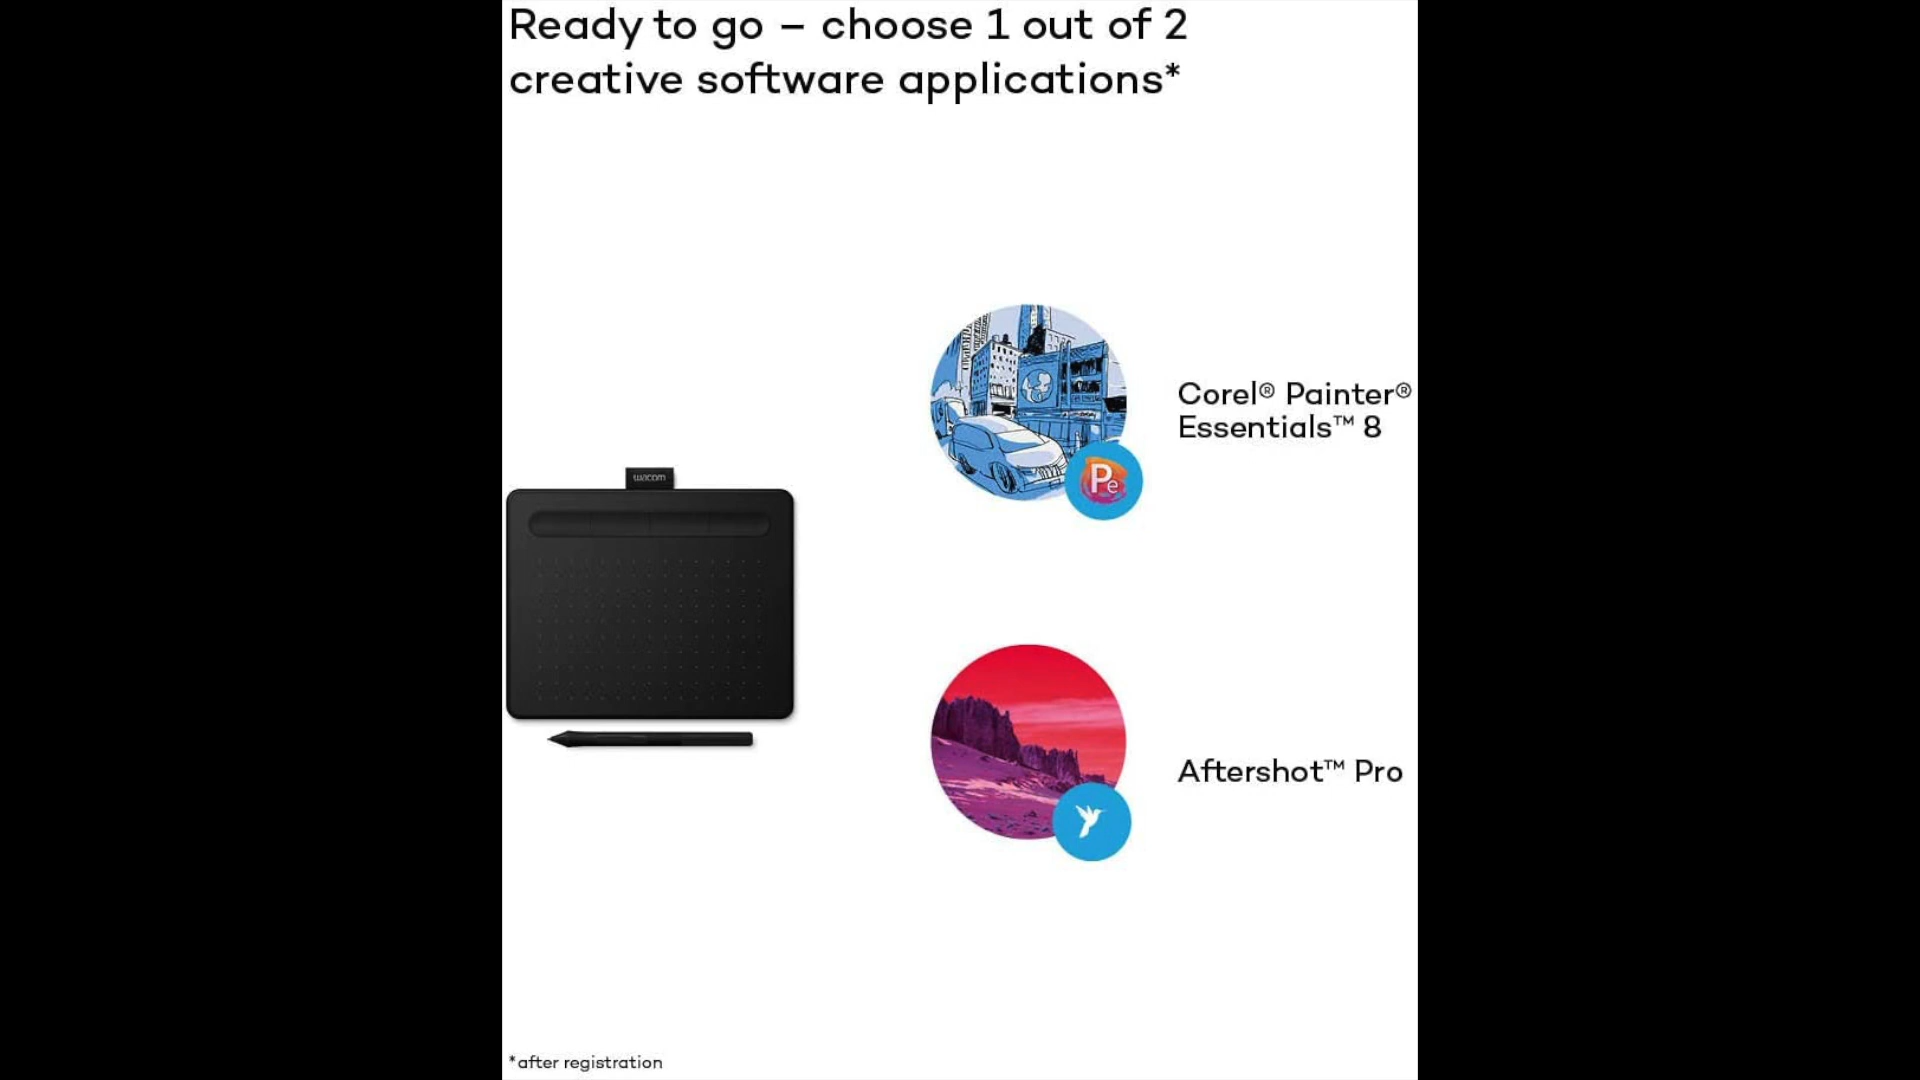 Ready to go – choose 1 out of 2
creative software applications*
Corel® Painter®
Essentials™ 8
Pe
wacom
Aftershot™ Pro
*after registration